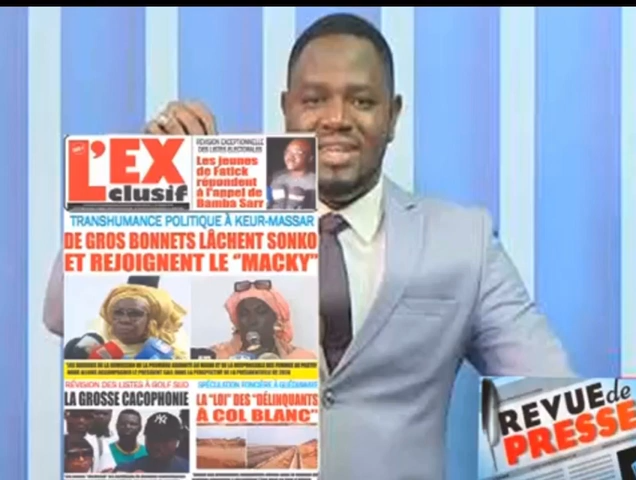 L'EX
clusif
RÉVISION EXCEPTIONNELLE
DES LISTES ÉLECTORALES
Les jeunes
de Fatick
répondent
à l'appel de
Bamba Sarr
TRANSHUMANCE POLITIQUE À KEUR-MASSAR
DE GROS BONNETS LÂCHENT SONKO
ET REJOIGNENT LE "MACKY"
RÉVISION DES LISTES À GOLF SUD
LA GROSSE CACOPHONIE
SPÉCULATION FONCIÈRE À GUÉDIAWAYE
LA "LOI" DES "DÉLINQUANTS
À COL BLANC"
REVUE de
PRESSE